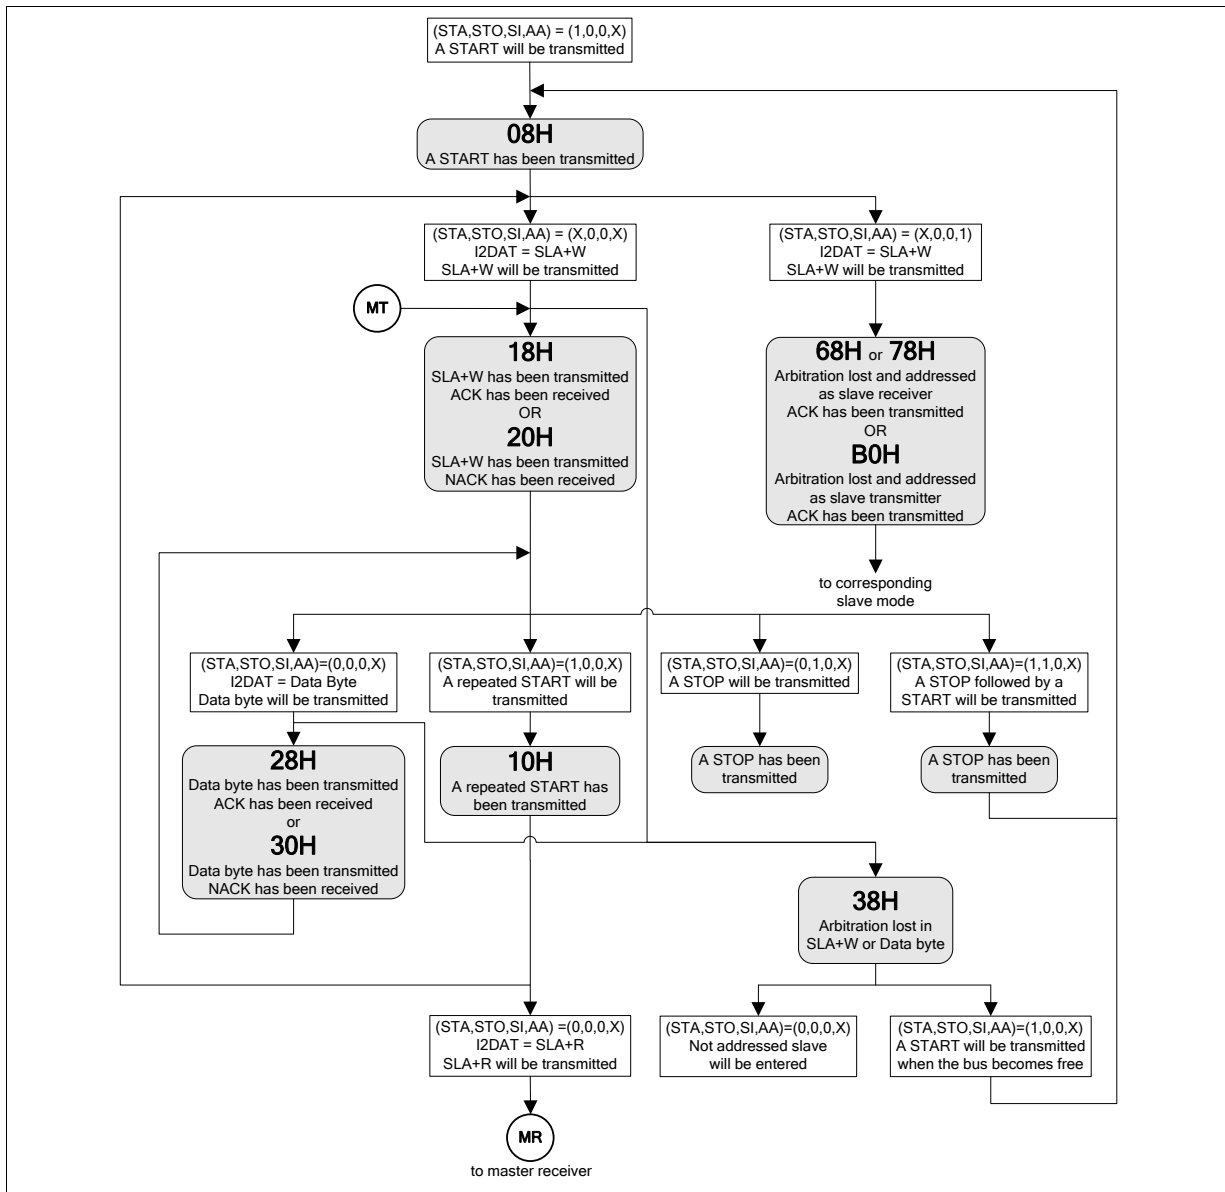 (STA,STO,SI,AA) = (1,0,0,X)
A START will be transmitted
08H
A START has been transmitted
(STA,STO,SI,AA) = (X,0,0,X)
I2DAT = SLA+W
SLA+W will be transmitted
(STA,STO,SI,AA) = (X,0,0,1)
I2DAT = SLA+W
SLA+W will be transmitted
MT
18H
SLA+W has been transmitted
ACK has been received
OR
20H
SLA+W has been transmitted
NACK has been received
68H or 78H
Arbitration lost and addressed
as slave receiver
ACK has been transmitted
OR
B0H
Arbitration lost and addressed
as slave transmitter
ACK has been transmitted
to corresponding
slave mode
(STA,STO,SI,AA)=(0,0,0,X)
I2DAT = Data Byte
Data byte will be transmitted
(STA,STO,SI,AA)=(1,0,0,X)
A repeated START will be
transmitted
(STA,STO,SI,AA)=(0,1,0,X)
A STOP will be transmitted
(STA,STO,SI,AA)=(1,1,0,X)
A STOP followed by a
START will be transmitted
28H
Data byte has been transmitted
ACK has been received
or
30H
Data byte has been transmitted
NACK has been received
10H
A repeated START has
been transmitted
A STOP has been
transmitted
A STOP has been
transmitted
38H
Arbitration lost in
SLA+W or Data byte
(STA,STO,SI,AA) =(0,0,0,X)
I2DAT = SLA+R
SLA+R will be transmitted
(STA,STO,SI,AA)=(0,0,0,X)
Not addressed slave
will be entered
(STA,STO,SI,AA)=(1,0,0,X)
A START will be transmitted
when the bus becomes free
MR
to master receiver